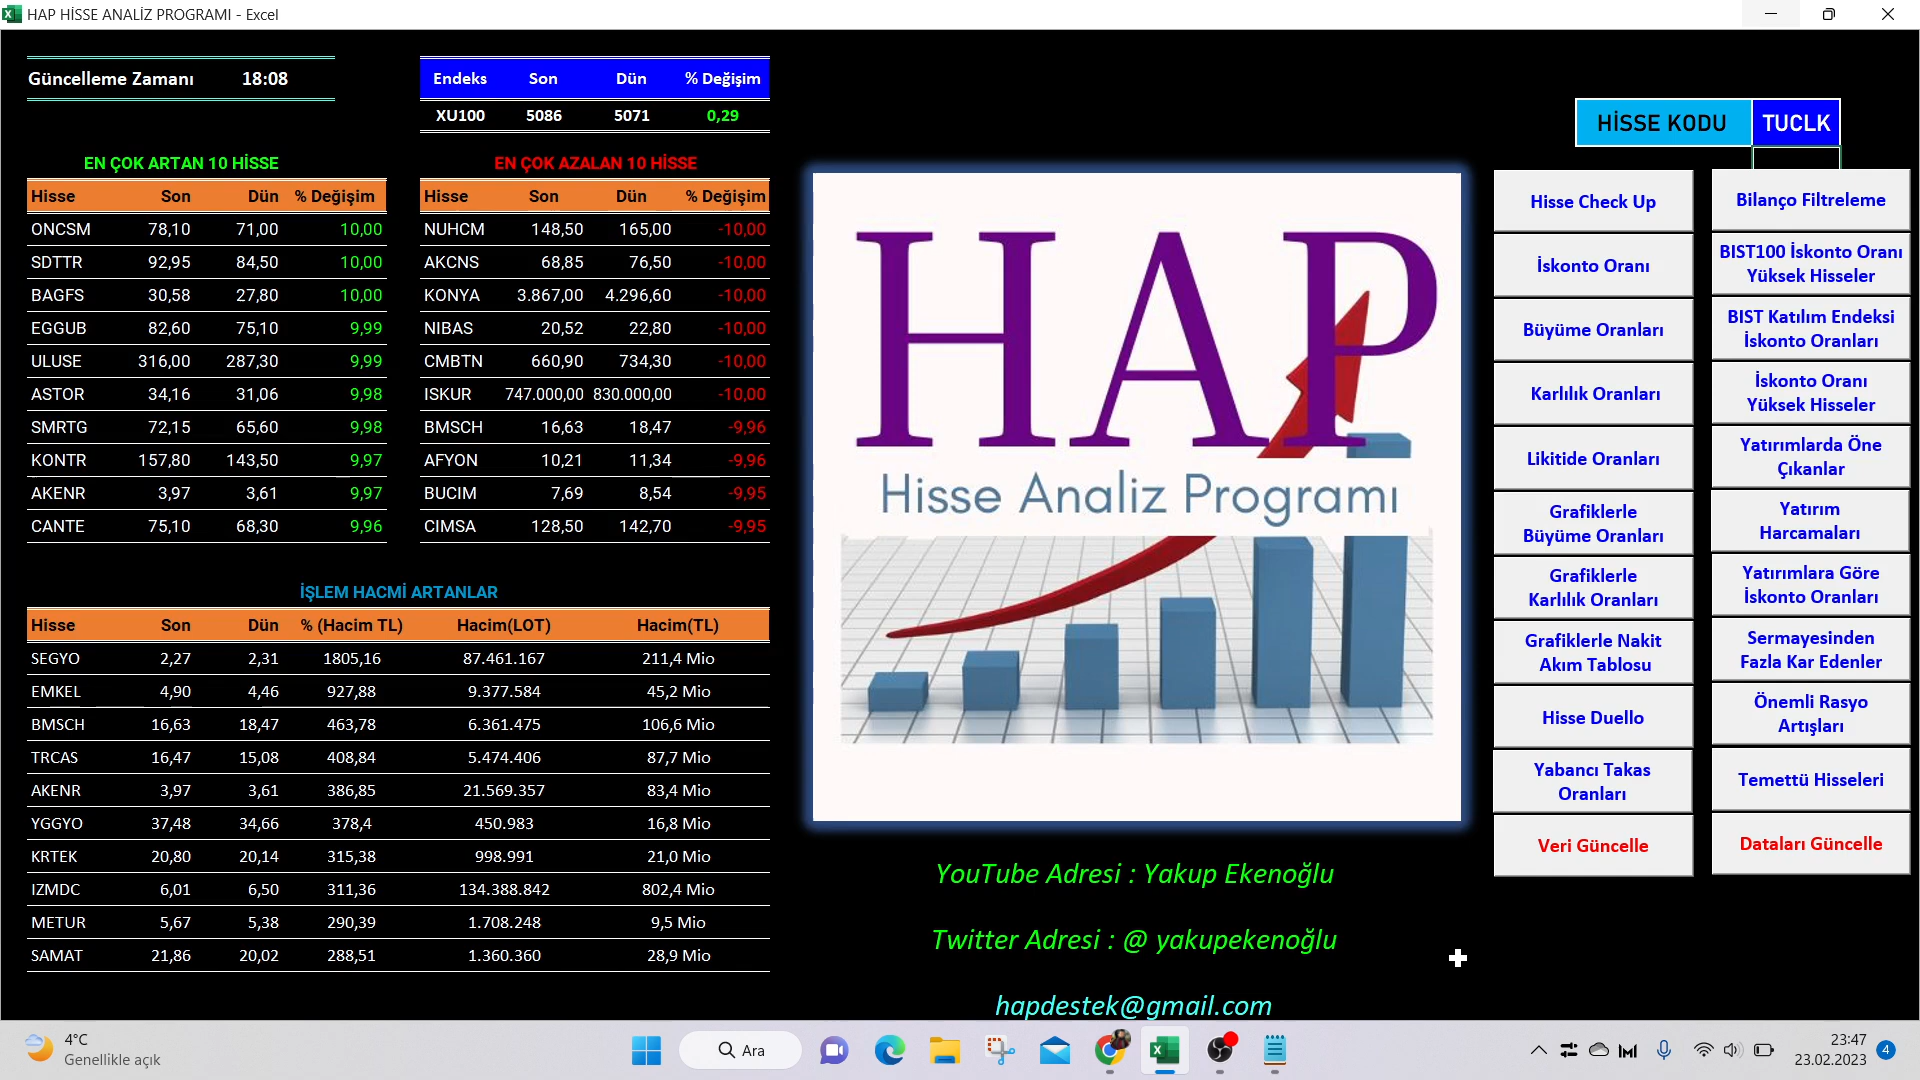 HAP HİSSE ANALİZ PROGRAMI - Excel
Güncelleme Zamanı 18:08
Endeks Son Dün % Değişim
XU100 5086 5071 0,29
EN ÇOK ARTAN 10 HİSSE
Hisse Son Dün % Değişim
ONCSM 78,10 71,00 10,00
SDTTR 92,95 84,50 10,00
BAGFS 30,58 27,80 10,00
EGGUB 82,60 75,10 9,99
ULUSE 316,00 287,30 9,99
ASTOR 34,16 31,06 9,98
SMRTG 72,15 65,60 9,98
KONTR 157,80 143,50 9,97
AKENR 3,97 3,61 9,97
CANTE 75,10 68,30 9,96
EN ÇOK AZALAN 10 HİSSE
Hisse Son Dün % Değişim
NUHCM 148,50 165,00 -10,00
AKCNS 68,85 76,50 -10,00
KONYA 3.867,00 4.296,60 -10,00
NIBAS 20,52 22,80 -10,00
CMBTN 660,90 734,30 -10,00
ISKUR 747.000,00 830.000,00 -10,00
BMSCH 16,63 18,47 -9,96
AFYON 10,21 11,34 -9,96
BUCIM 7,69 8,54 -9,95
CIMSA 128,50 142,70 -9,95
İŞLEM HACMİ ARTANLAR
Hisse Son Dün % (Hacim TL) Hacim(LOT) Hacim(TL)
SEGYO 2,27 2,31 1805,16 87.461.167 211,4 Mio
EMKEL 4,90 4,46 927,88 9.377.584 45,2 Mio
BMSCH 16,63 18,47 463,78 6.361.475 106,6 Mio
TRCAS 16,47 15,08 408,84 5.474.406 87,7 Mio
AKENR 3,97 3,61 386,85 21.569.357 83,4 Mio
YGGYO 37,48 34,66 378,4 450.983 16,8 Mio
KRTEK 20,80 20,14 315,38 998.991 21,0 Mio
IZMDC 6,01 6,50 311,36 134.388.842 802,4 Mio
METUR 5,67 5,38 290,39 1.708.248 9,5 Mio
SAMAT 21,86 20,02 288,51 1.360.360 28,9 Mio
HAP
Hisse Analiz Programı
YouTube Adresi : Yakup Ekenoğlu
Twitter Adresi : @ yakupekenoğlu
hapdestek@gmail.com
HİSSE KODU TUCLK
Hisse Check Up
İskonto Oranı
Büyüme Oranları
Karlılık Oranları
Likitide Oranları
Grafiklerle
Büyüme Oranları
Grafiklerle
Karlılık Oranları
Grafiklerle Nakit
Akım Tablosu
Hisse Duello
Yabancı Takas
Oranları
Veri Güncelle
Bilanço Filtreleme
BIST100 İskonto Oranı
Yüksek Hisseler
BIST Katılım Endeksi
İskonto Oranları
İskonto Oranı
Yüksek Hisseler
Yatırımlarda Öne
Çıkanlar
Yatırım
Harcamaları
Yatırımlara Göre
İskonto Oranları
Sermayesinden
Fazla Kar Edenler
Önemli Rasyo
Artışları
Temettü Hisseleri
Dataları Güncelle
4°C
Genellikle açık
Ara
23:47
23.02.2023
4